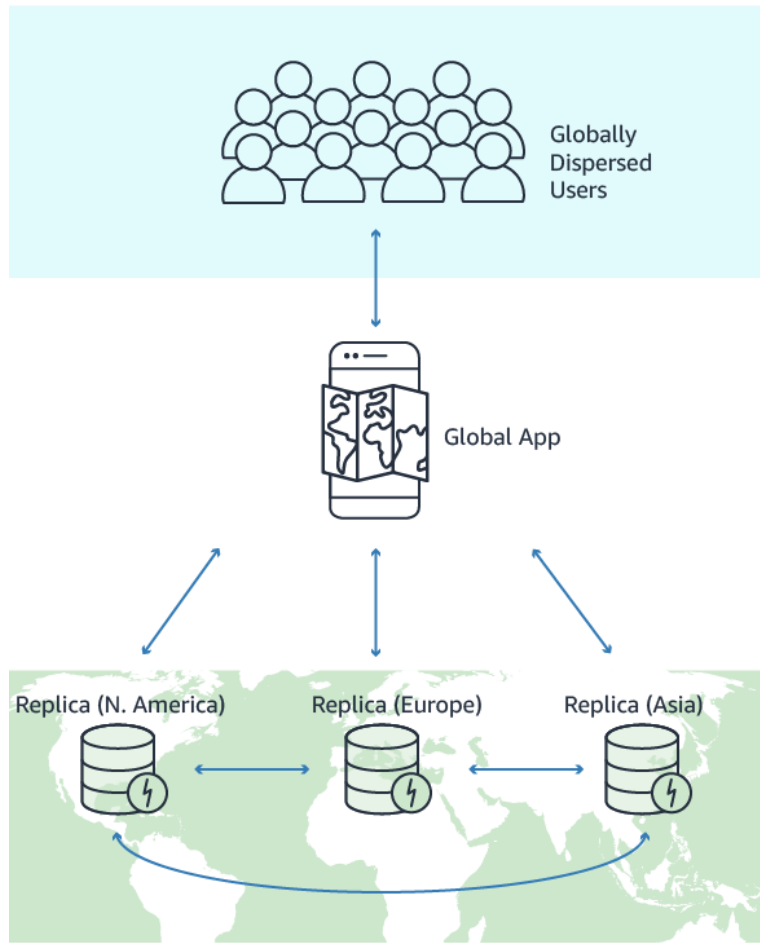 Globally
Dispersed
Users
Global App
Replica (N. America)
Replica (Europe)
Replica (Asia)